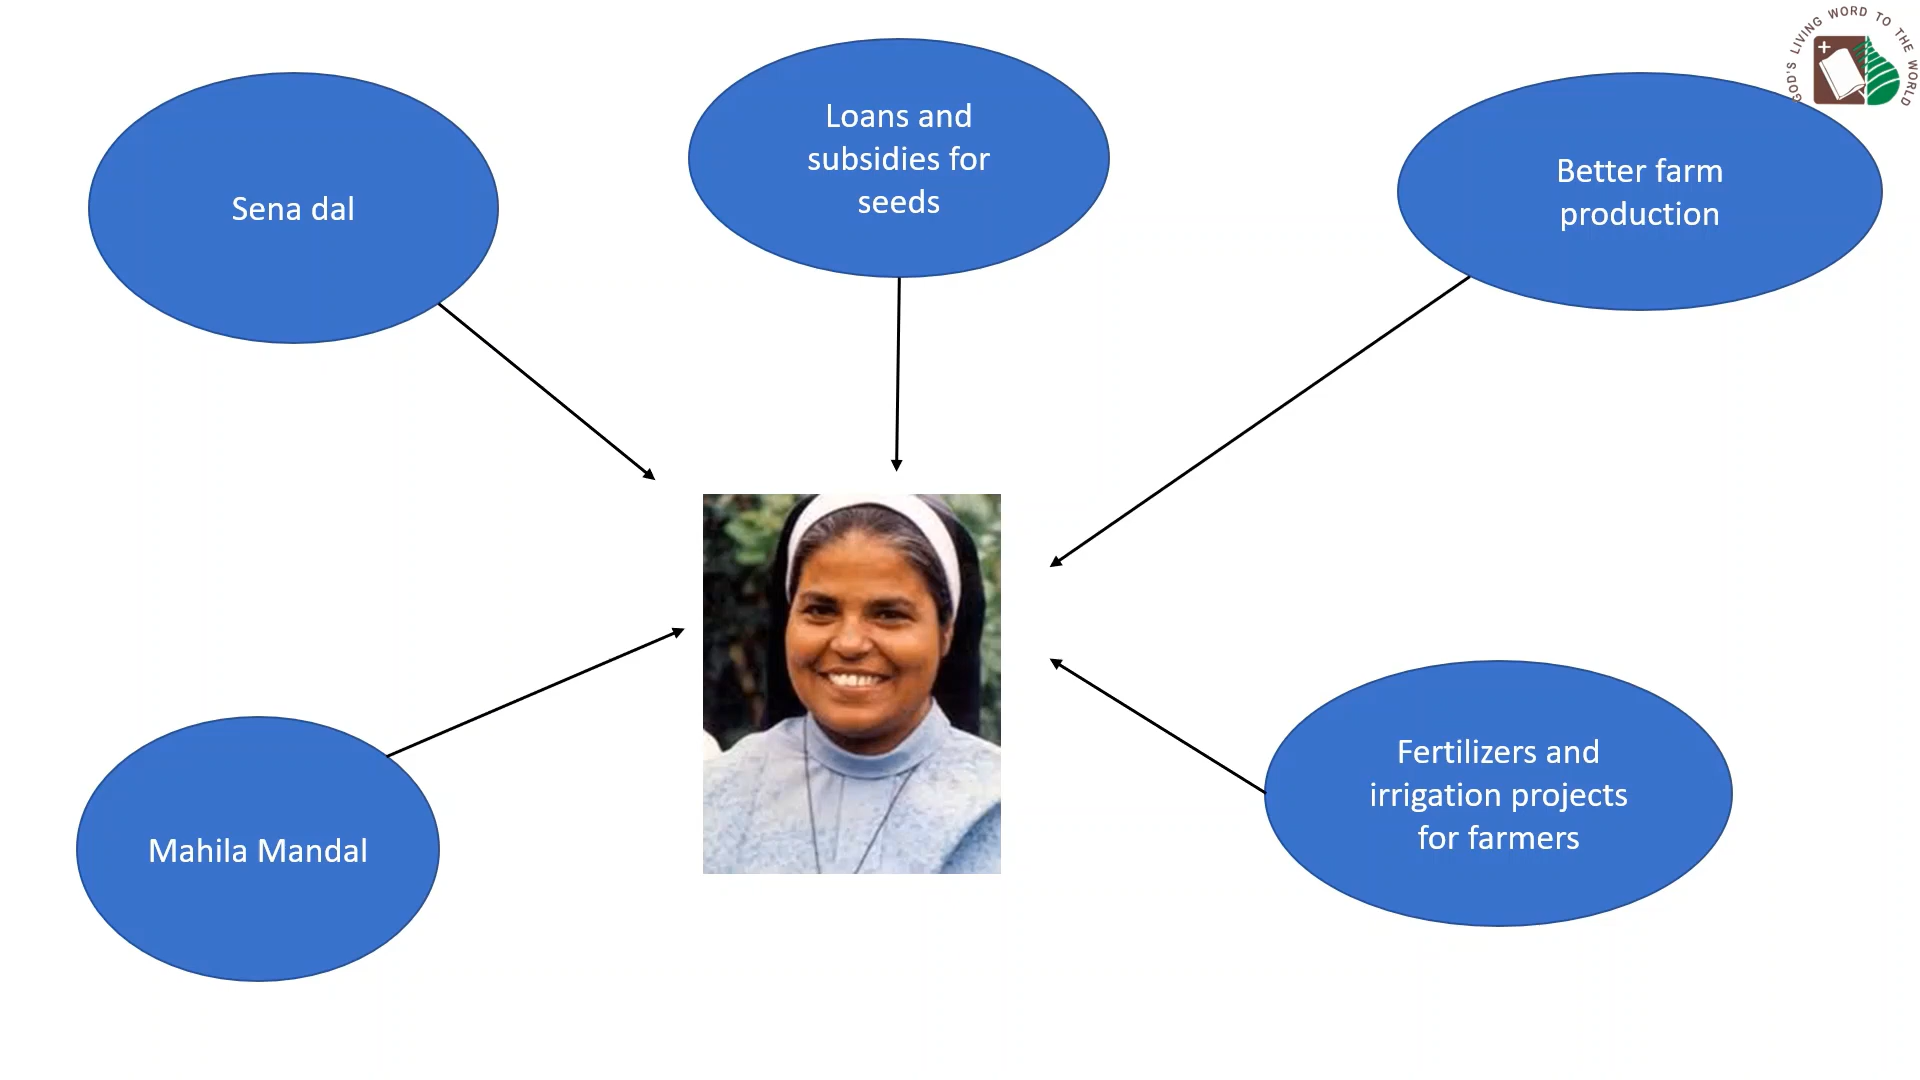 GOD'S LIVING WORD TO THE WORLD
Sena dal
Loans and
subsidies for
seeds
Better farm
production
Mahila Mandal
Fertilizers and
irrigation projects
for farmers